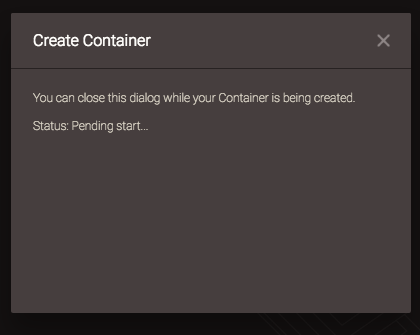 Create Container
You can close this dialog while your Container is being created.
Status: Pending start...